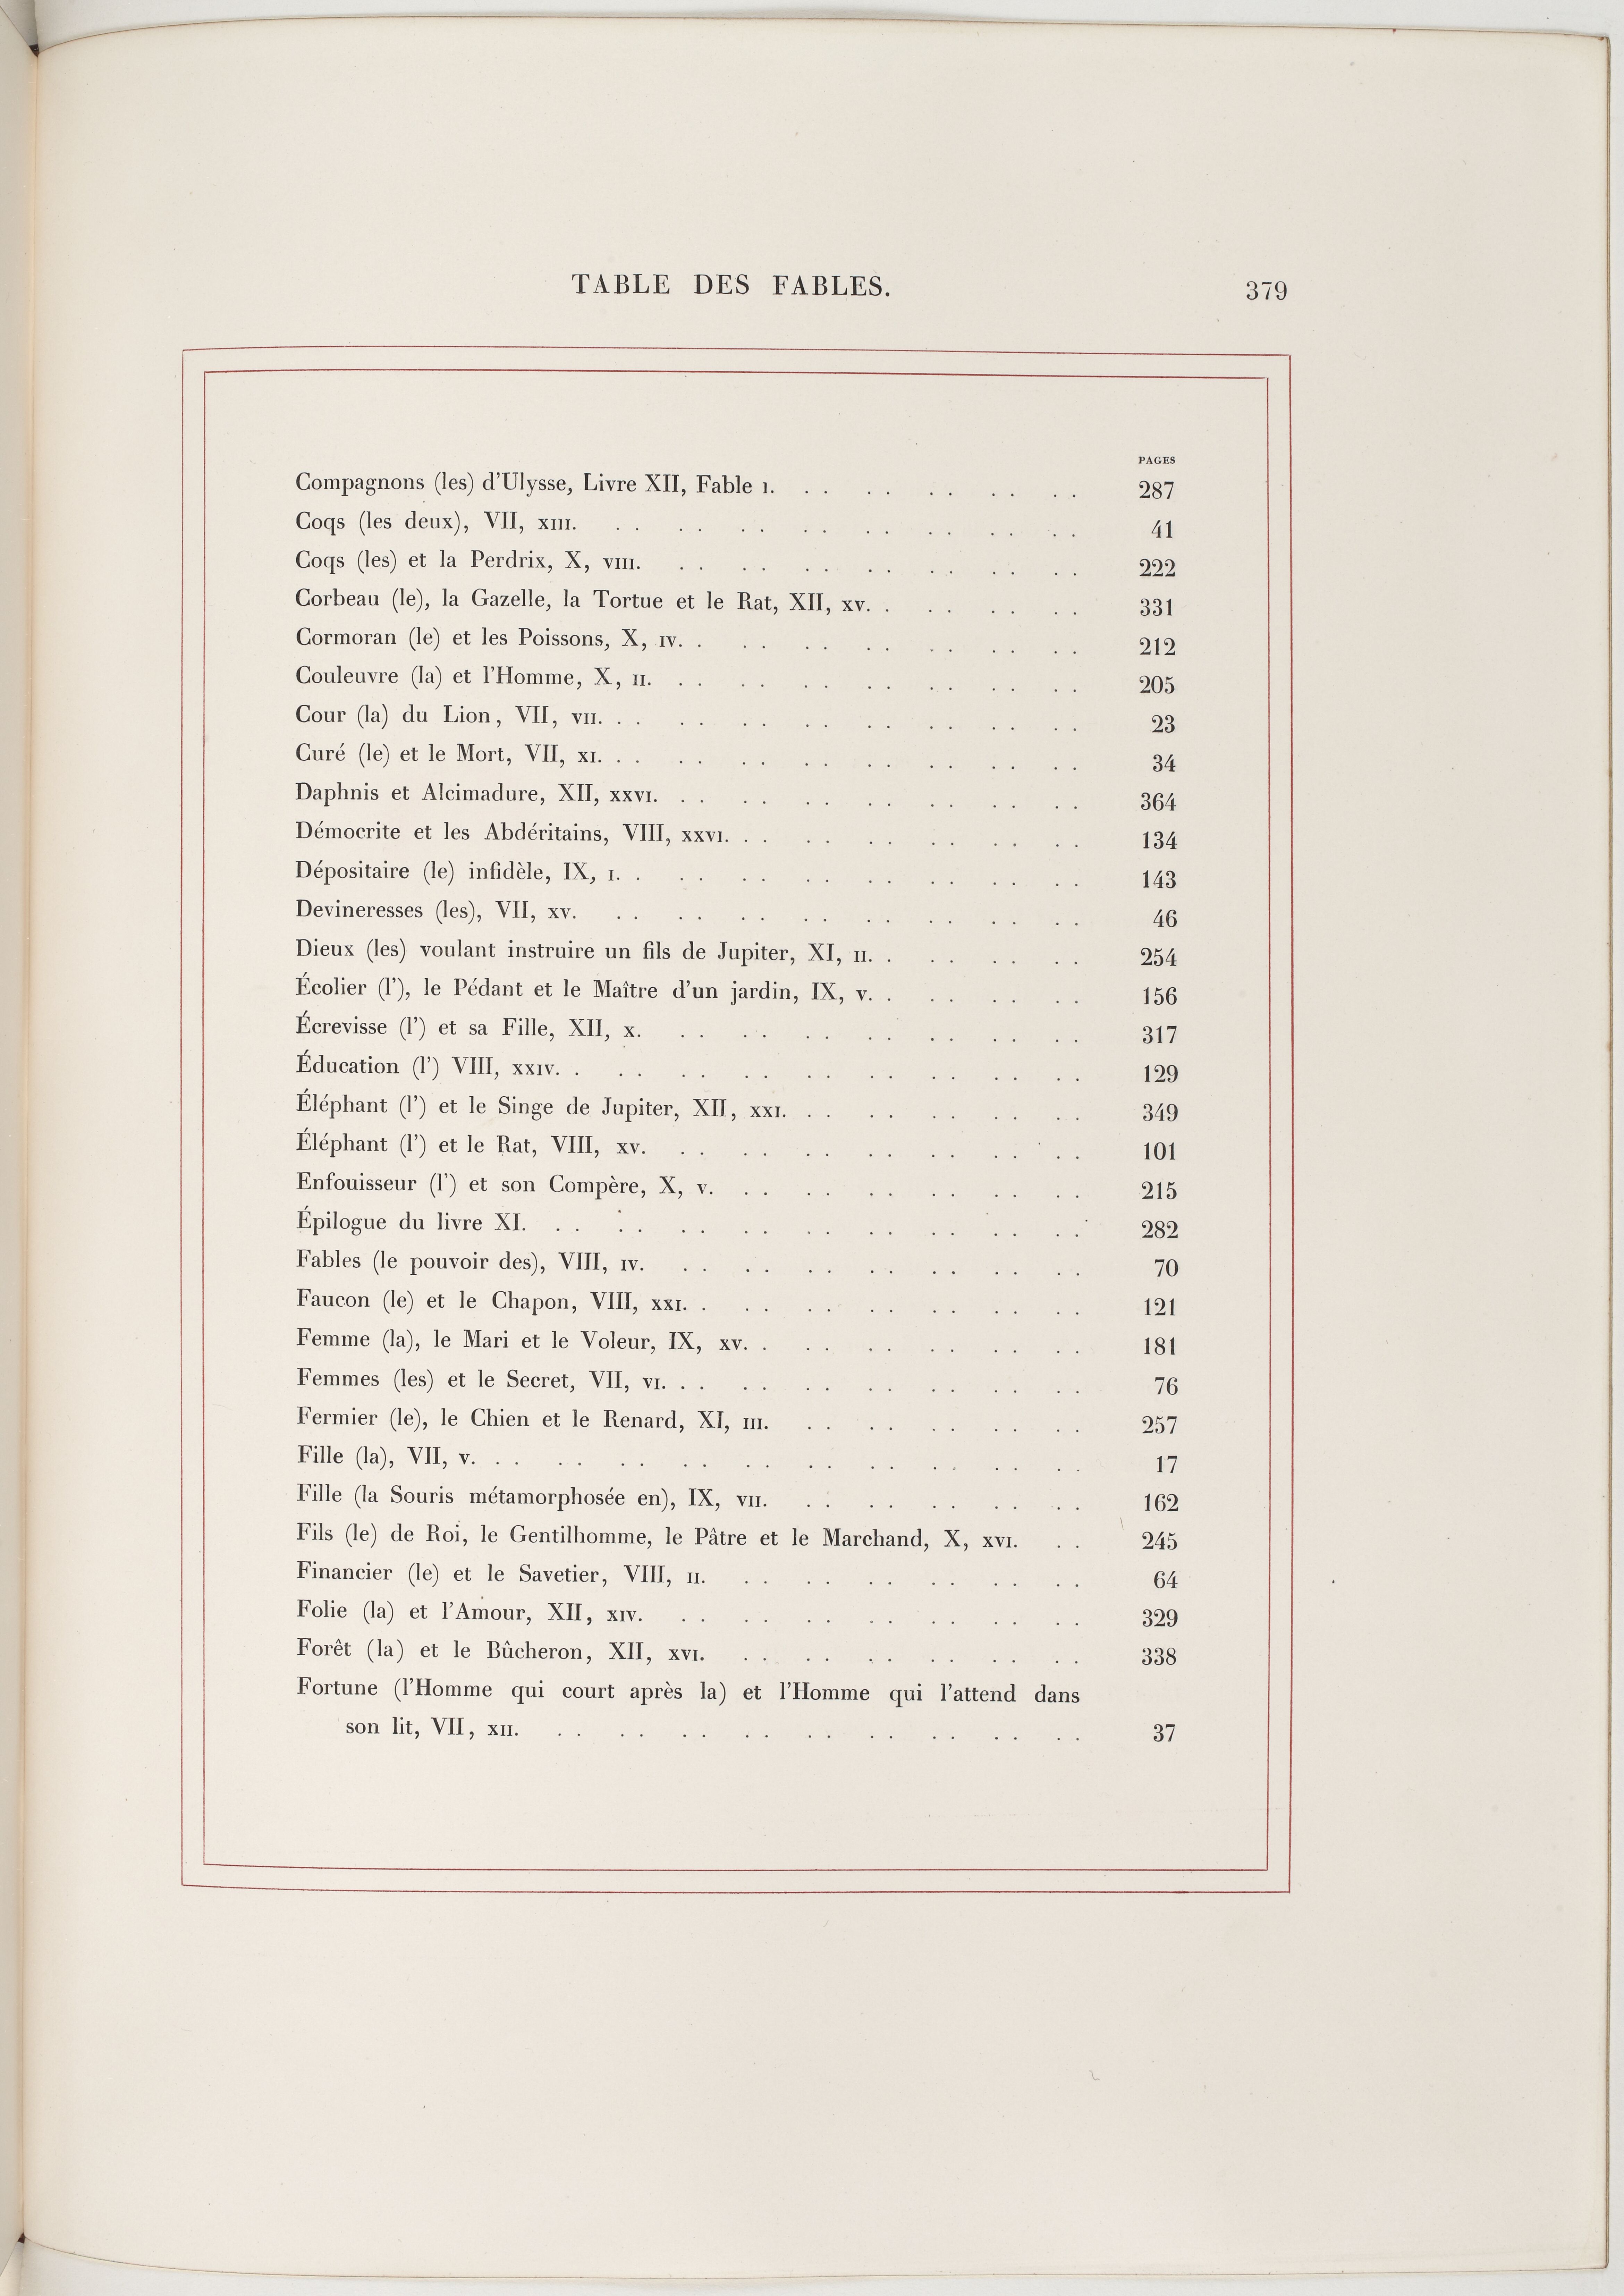 TABLE DES FABLES. 379
PAGES
Compagnons (les) d'Ulysse, Livre XII, Fable I. . . . . . . . . . . 287
Coqs (les deux), VII, XIII. . . . . . . . . . . . . . . . . 41
Coqs (les) et la Perdrix, X, VIII. . . . . . . . . . . . . . . 222
Corbeau (le), la Gazelle, la Tortue et le Rat, XII, XV. . . . . . . . 331
Cormoran (le) et les Poissons, X, IV. . . . . . . . . . . . . . 212
Couleuvre (la) et l'Homme, X, II. . . . . . . . . . . . . . . 205
Cour (la) du Lion, VII, VII. . . . . . . . . . . . . . . . . 23
Curé (le) et le Mort, VII, XI. . . . . . . . . . . . . . . . . 34
Daphnis et Alcimadure, XII, XXVI. . . . . . . . . . . . . . . 364
Démocrite et les Abdéritains, VIII, XXVI. . . . . . . . . . . . . 134
Dépositaire (le) infidèle, IX, I. . . . . . . . . . . . . . . . 143
Devineresses (les), VII, XV. . . . . . . . . . . . . . . . . 46
Dieux (les) voulant instruire un fils de Jupiter, XI, II. . . . . . . . 254
Écolier (l'), le Pédant et le Maître d'un jardin, IX, V. . . . . . . . 156
Écrevisse (l') et sa Fille, XII, X. . . . . . . . . . . . . . . 317
Éducation (l') VIII, XXIV. . . . . . . . . . . . . . . . . . 129
Éléphant (l') et le Singe de Jupiter, XII, XXI. . . . . . . . . . . 349
Éléphant (l') et le Rat, VIII, XV. . . . . . . . . . . . . . . 101
Enfouisseur (l') et son Compère, X, V. . . . . . . . . . . . . 215
Épilogue du livre XI. . . . . . . . . . . . . . . . . . . 282
Fables (le pouvoir des), VIII, IV. . . . . . . . . . . . . . . 70
Faucon (le) et le Chapon, VIII, XXI. . . . . . . . . . . . . . 121
Femme (la), le Mari et le Voleur, IX, XV. . . . . . . . . . . . 181
Femmes (les) et le Secret, VII, VI. . . . . . . . . . . . . . . 76
Fermier (le), le Chien et le Renard, XI, III. . . . . . . . . . . 257
Fille (la), VII, V. . . . . . . . . . . . . . . . . . . . . 17
Fille (la Souris métamorphosée en), IX, VII. . . . . . . . . . . 162
Fils (le) de Roi, le Gentilhomme, le Pâtre et le Marchand, X, XVI. . . 245
Financier (le) et le Savetier, VIII, II. . . . . . . . . . . . . 64
Folie (la) et l'Amour, XII, XIV. . . . . . . . . . . . . . . 329
Forêt (la) et le Bûcheron, XII, XVI. . . . . . . . . . . . . 338
Fortune (l'Homme qui court après la) et l'Homme qui l'attend dans
son lit, VII, XII. . . . . . . . . . . . . . . . . . . 37